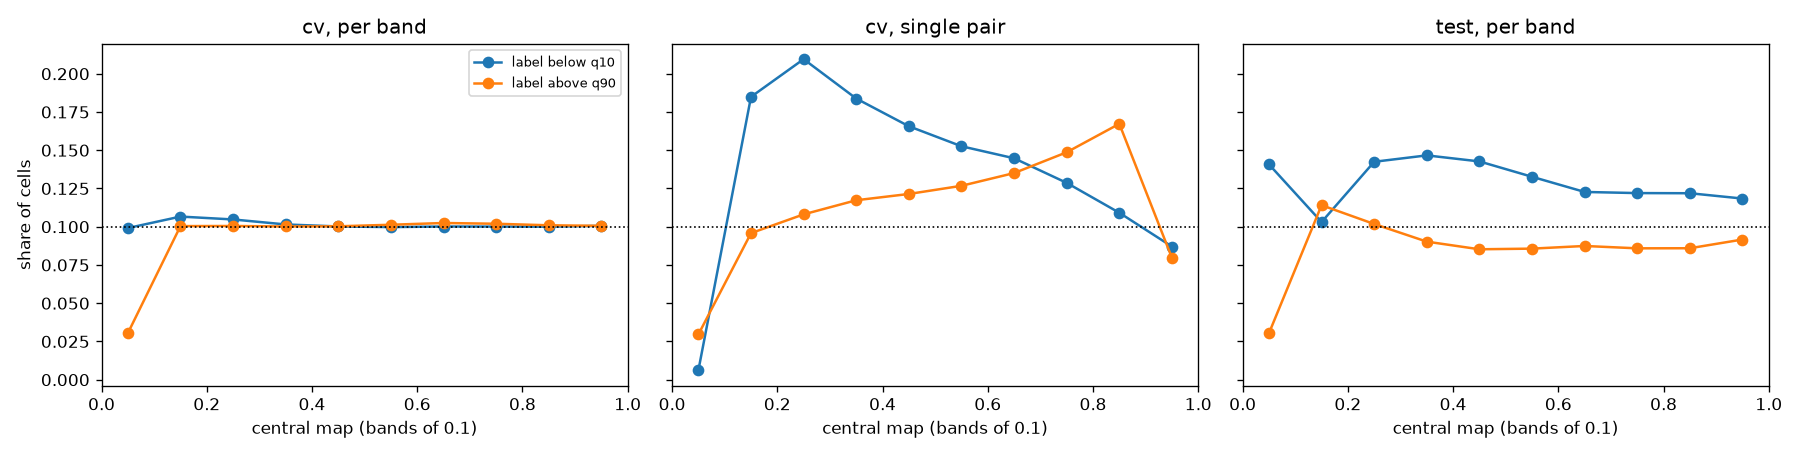 cv, per band
cv, single pair
test, per band
label below q10
label above q90
share of cells
0.200
0.175
0.150
0.125
0.100
0.075
0.050
0.025
0.000
0.0 0.2 0.4 0.6 0.8 1.0
0.0 0.2 0.4 0.6 0.8 1.0
0.0 0.2 0.4 0.6 0.8 1.0
central map (bands of 0.1)
central map (bands of 0.1)
central map (bands of 0.1)